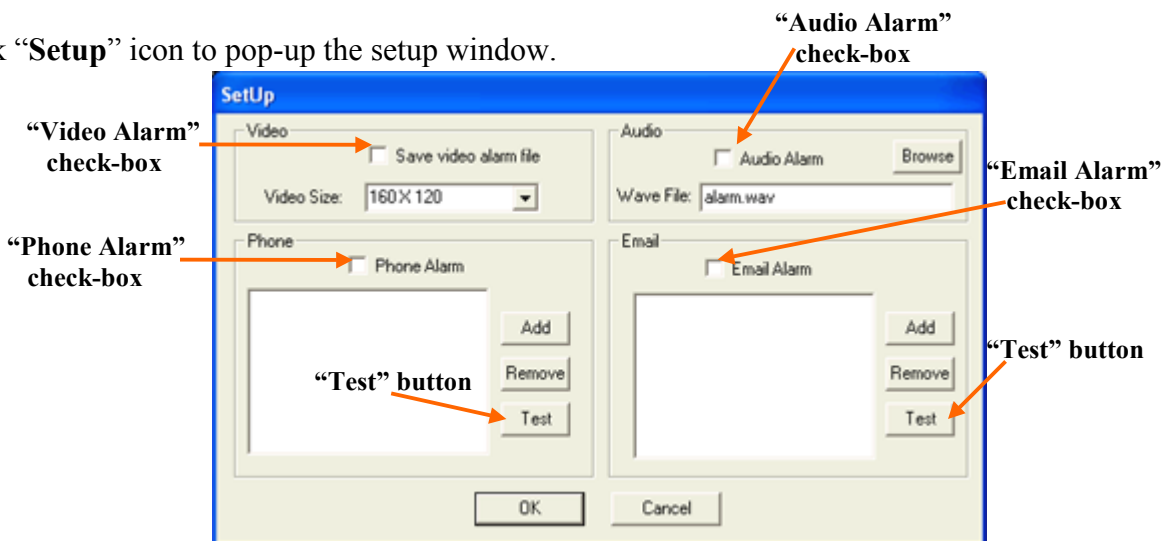 “Audio Alarm”
check-box
“Setup” icon to pop-up the setup window.
SetUp
“Video Alarm”
check-box
Video
Save video alarm file
Video Size: 160X120
Audio
Audio Alarm
Browse
Wave File: alarm.wav
“Email Alarm”
check-box
“Phone Alarm”
check-box
Phone
Phone Alarm
Add
Remove
Test
“Test” button
Email
Email Alarm
Add
Remove
Test
“Test” button
OK
Cancel